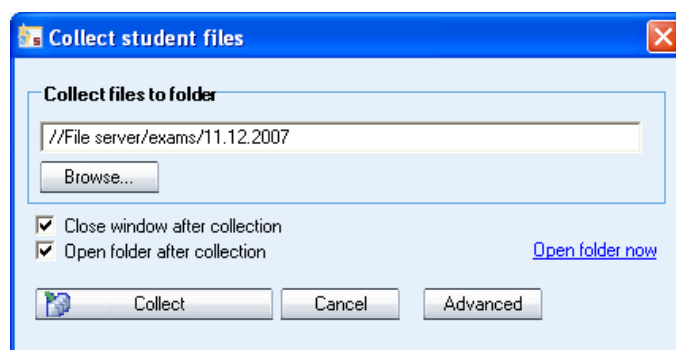 Collect student files
Collect files to folder
//File server/exams/11.12.2007
Browse...
Close window after collection
Open folder after collection
Open folder now
Collect
Cancel
Advanced